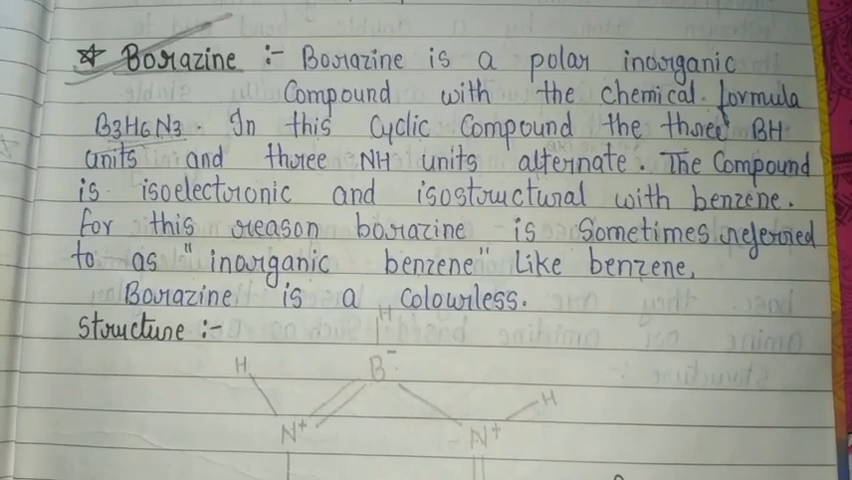 ☆ Borazine :- Borazine is a polar inorganic
Compound with the chemical formula
B3H6N3. In this Cyclic Compound the three BH
units and three NH units alternate. The Compound
is isoelectronic and isostructural with benzene.
for this reason borazine is Sometimes referred
to as "inorganic benzene" Like benzene,
Borazine is a Colourless.
Structure :-
H
B⁻
H
H
N⁺
N⁺